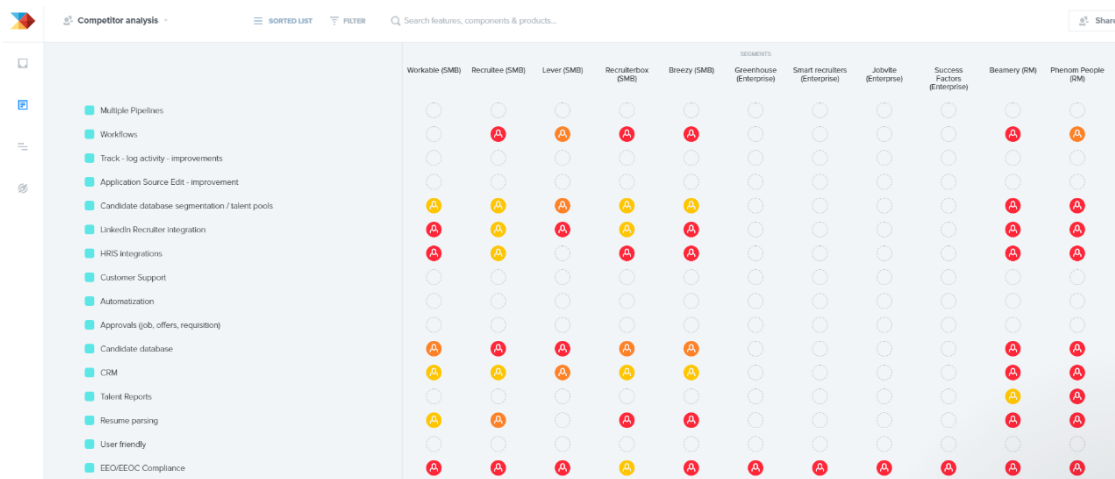 Competitor analysis
SORTED LIST
FILTER
Search features, components & products...
Share
SEGMENTS
Workable (SMB)
Recruitee (SMB)
Lever (SMB)
Recruiterbox
(SMB)
Breezy (SMB)
Greenhouse
(Enterprise)
Smart recruiters
(Enterprise)
Jobvite
(Enterprse)
Success
Factors
(Enterprise)
Beamery (RM)
Phenom People
(RM)
Multiple Pipelines
Workflows
Track - log activity - improvements
Application Source Edit - improvement
Candidate database segmentation / talent pools
LinkedIn Recruiter integration
HRIS integrations
Customer Support
Automatization
Approvals (job, offers, requisition)
Candidate database
CRM
Talent Reports
Resume parsing
User friendly
EEO/EEOC Compliance